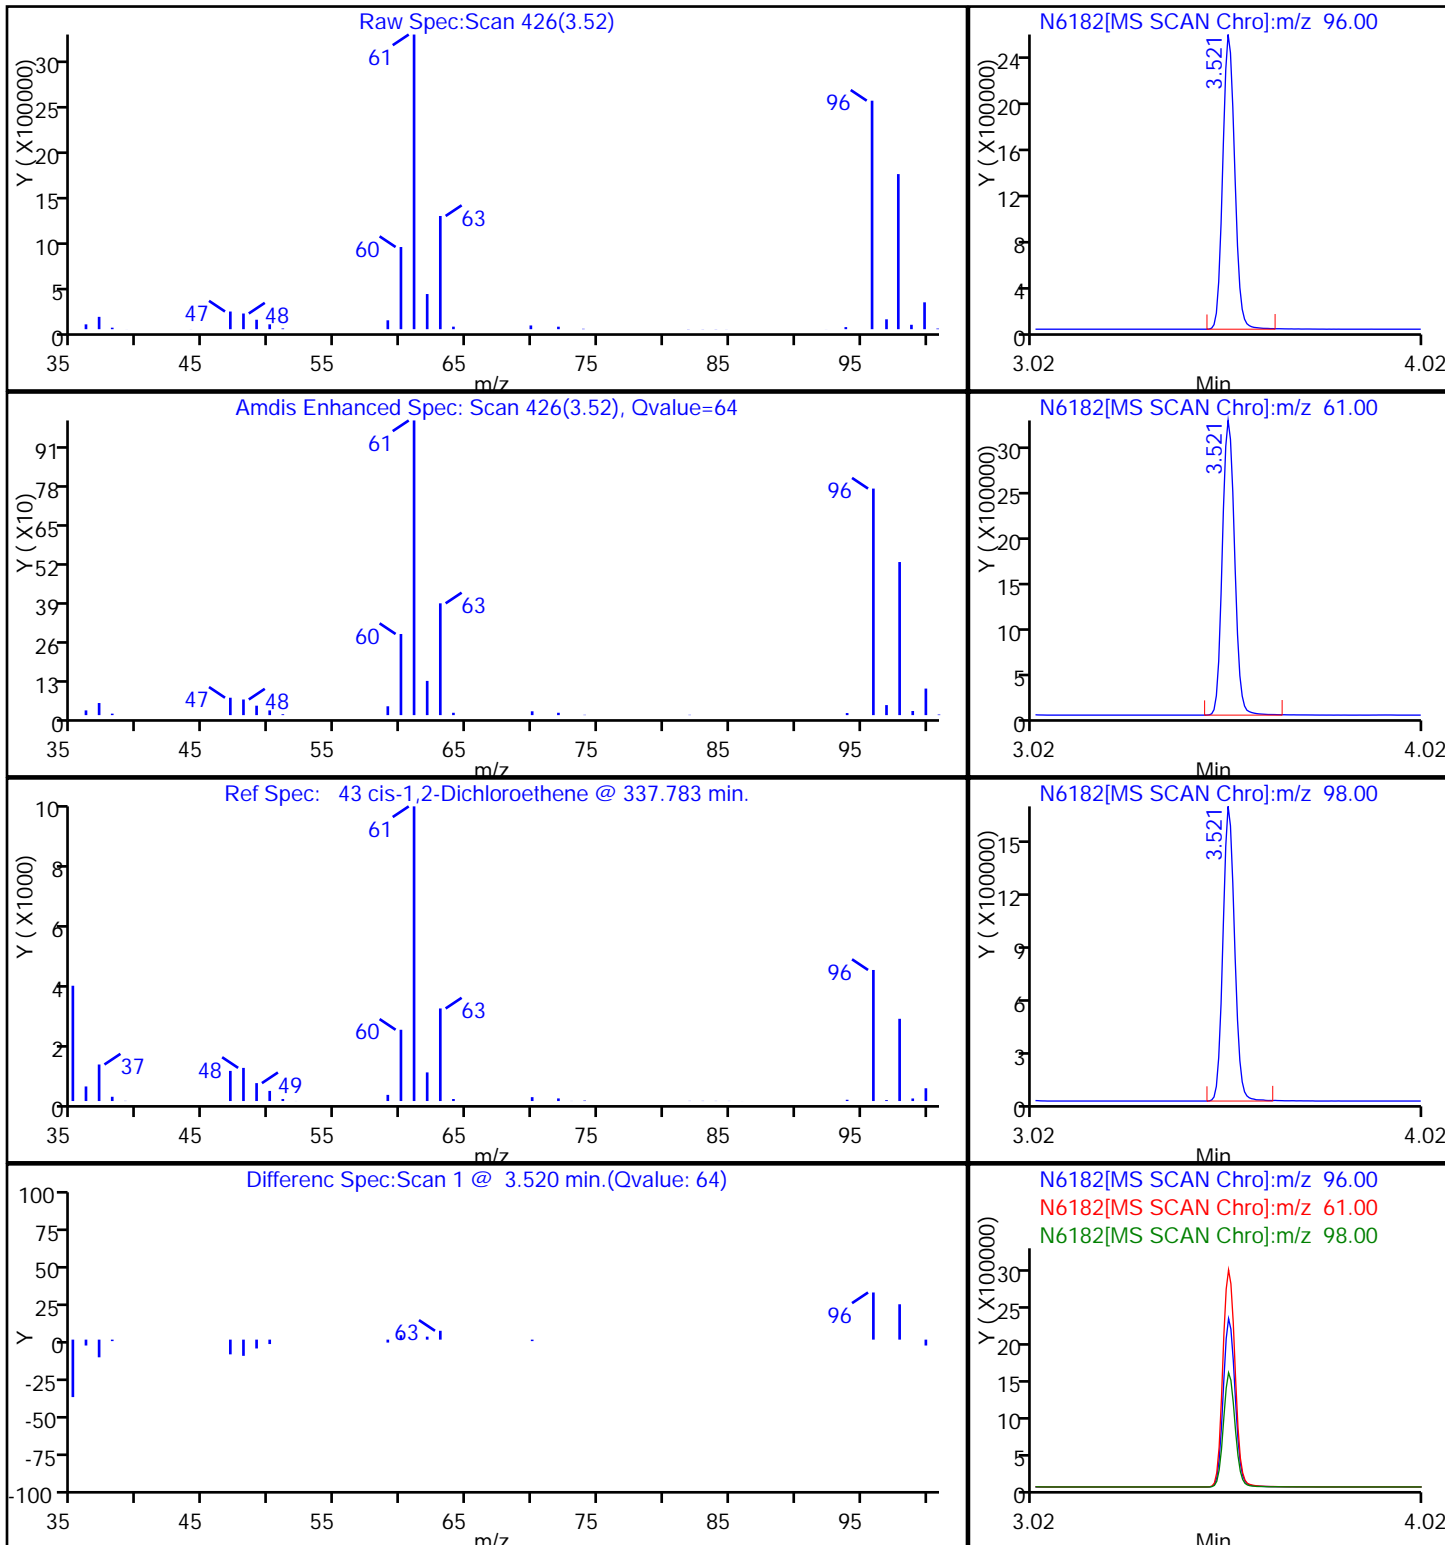 Raw Spec:Scan 426(3.52)
Y ( X100000)
30
25
20
15
10
5
0
61
96
60
63
47
48
35 45 55 65 75 85 95
m/z
N6182[MS SCAN Chro]:m/z 96.00
Y ( X100000)
24
20
16
12
8
4
0
3.521
3.02 4.02
Min
Amdis Enhanced Spec: Scan 426(3.52), Qvalue=64
Y ( X10)
91
78
65
52
39
26
13
0
61
96
60
63
47
48
35 45 55 65 75 85 95
m/z
N6182[MS SCAN Chro]:m/z 61.00
Y ( X100000)
30
25
20
15
10
5
0
3.521
3.02 4.02
Min
Ref Spec: 43 cis-1,2-Dichloroethene @ 337.783 min.
Y ( X1000)
10
8
6
4
2
0
61
96
60
63
37
48
49
35 45 55 65 75 85 95
m/z
N6182[MS SCAN Chro]:m/z 98.00
Y ( X100000)
15
12
9
6
3
0
3.521
3.02 4.02
Min
Differenc Spec:Scan 1 @ 3.520 min.(Qvalue: 64)
Y
100
75
50
25
0
-25
-50
-75
-100
63
96
35 45 55 65 75 85 95
m/z
N6182[MS SCAN Chro]:m/z 96.00
N6182[MS SCAN Chro]:m/z 61.00
N6182[MS SCAN Chro]:m/z 98.00
Y ( X100000)
30
25
20
15
10
5
0
3.02 4.02
Min